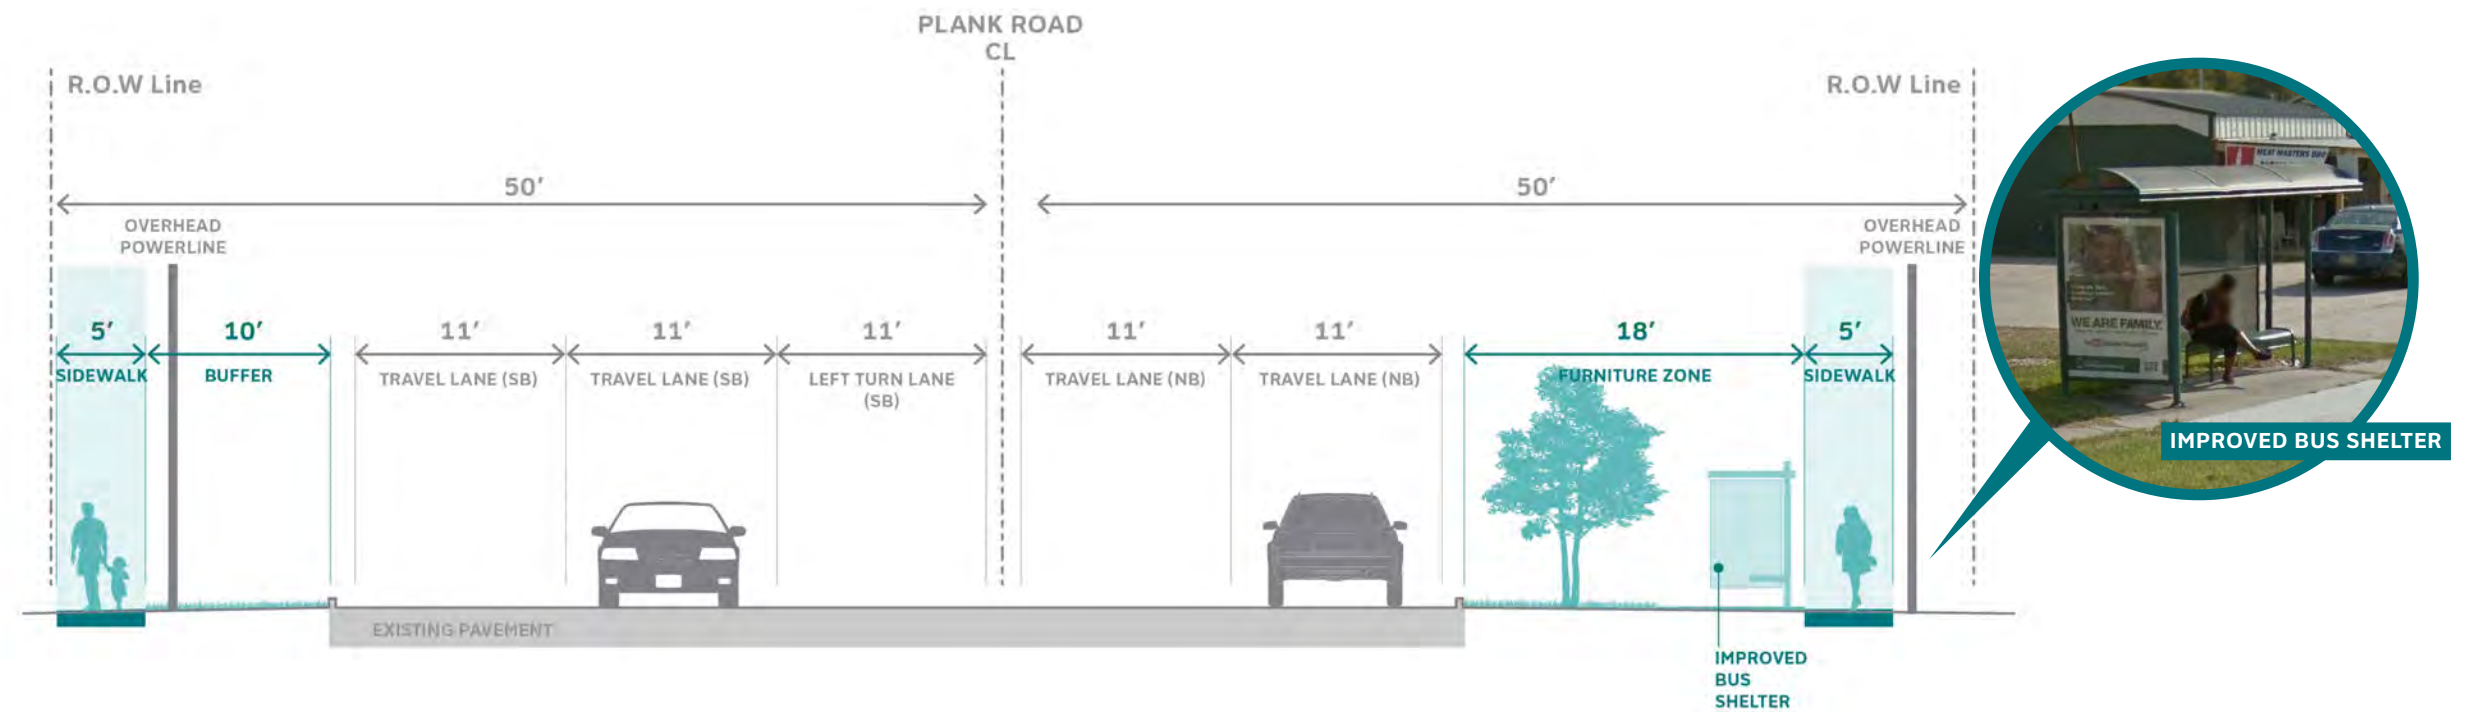 PLANK ROAD
CL
R.O.W Line
R.O.W Line
50′
50′
OVERHEAD
POWERLINE
OVERHEAD
POWERLINE
5′
10′
11′
11′
11′
11′
11′
18′
5′
SIDEWALK
BUFFER
TRAVEL LANE (SB)
TRAVEL LANE (SB)
LEFT TURN LANE
(SB)
TRAVEL LANE (NB)
TRAVEL LANE (NB)
FURNITURE ZONE
SIDEWALK
HEAT MASTERS
WE ARE FAMILY.
IMPROVED BUS SHELTER
EXISTING PAVEMENT
IMPROVED
BUS
SHELTER